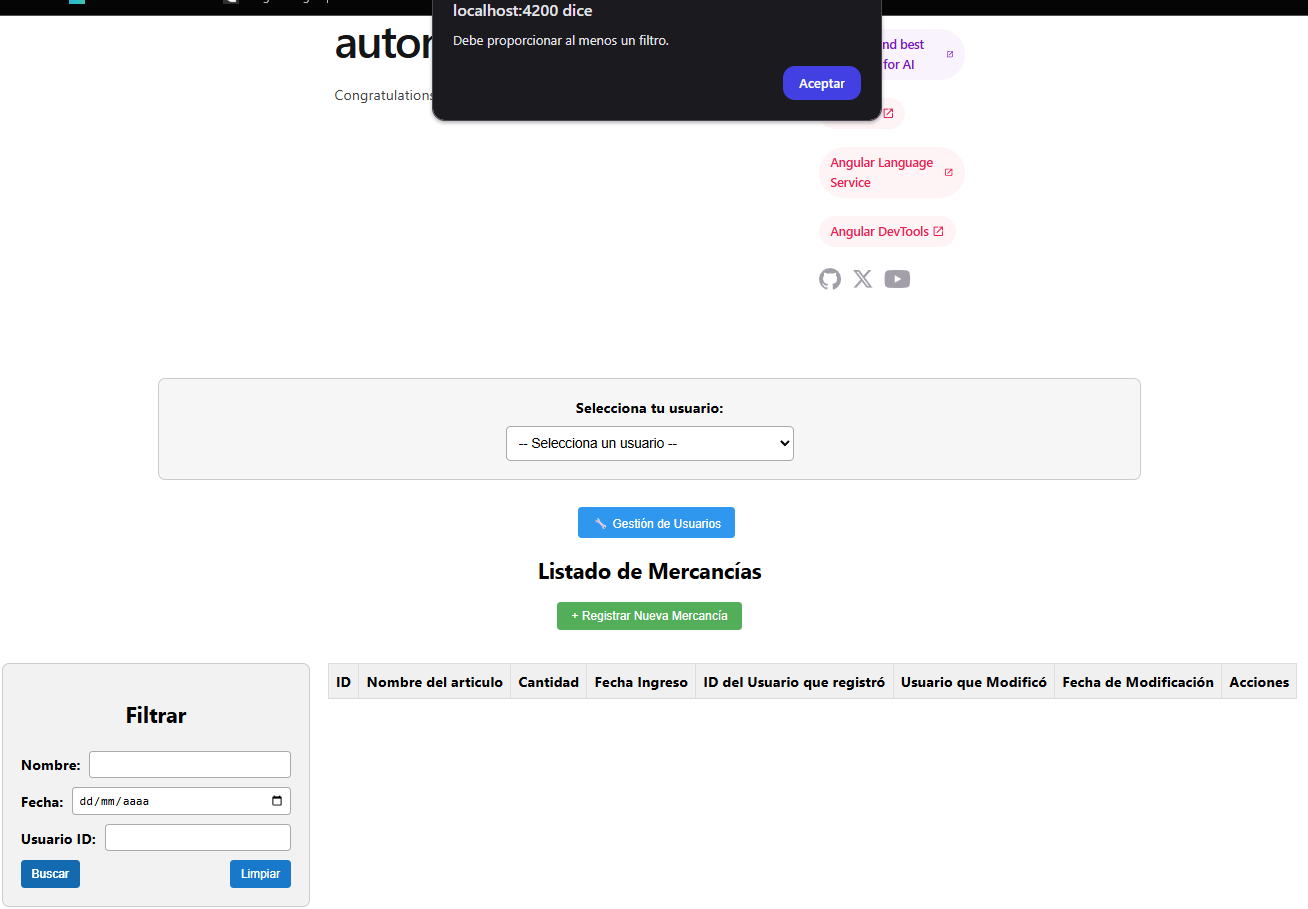 localhost:4200 dice
Debe proporcionar al menos un filtro.
Aceptar
Congratulations
nd best
for AI
Angular Language
Service
Angular DevTools
Selecciona tu usuario:
-- Selecciona un usuario --
Gestión de Usuarios
Listado de Mercancías
+ Registrar Nueva Mercancía
Filtrar
Nombre:
Fecha: dd/mm/aaaa
Usuario ID:
Buscar Limpiar
ID Nombre del articulo Cantidad Fecha Ingreso ID del Usuario que registró Usuario que Modificó Fecha de Modificación Acciones